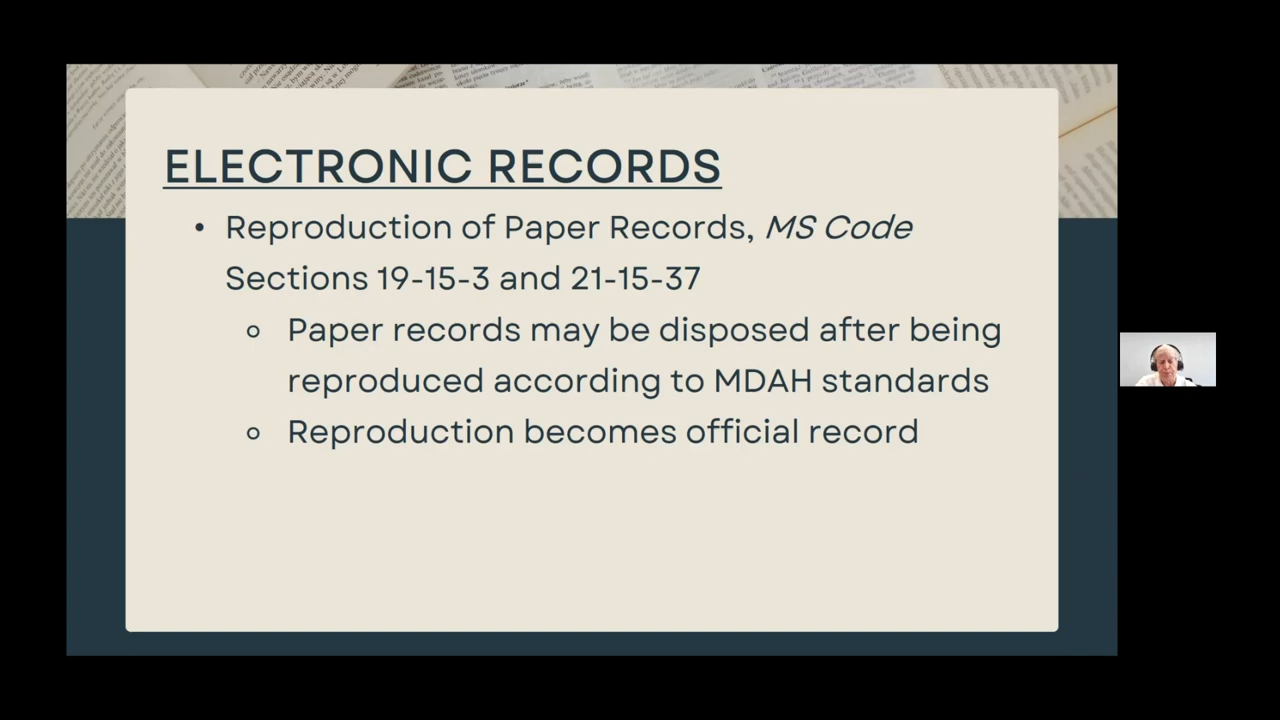 ELECTRONIC RECORDS
• Reproduction of Paper Records, MS Code
Sections 19-15-3 and 21-15-37
◦ Paper records may be disposed after being
reproduced according to MDAH standards
◦ Reproduction becomes official record